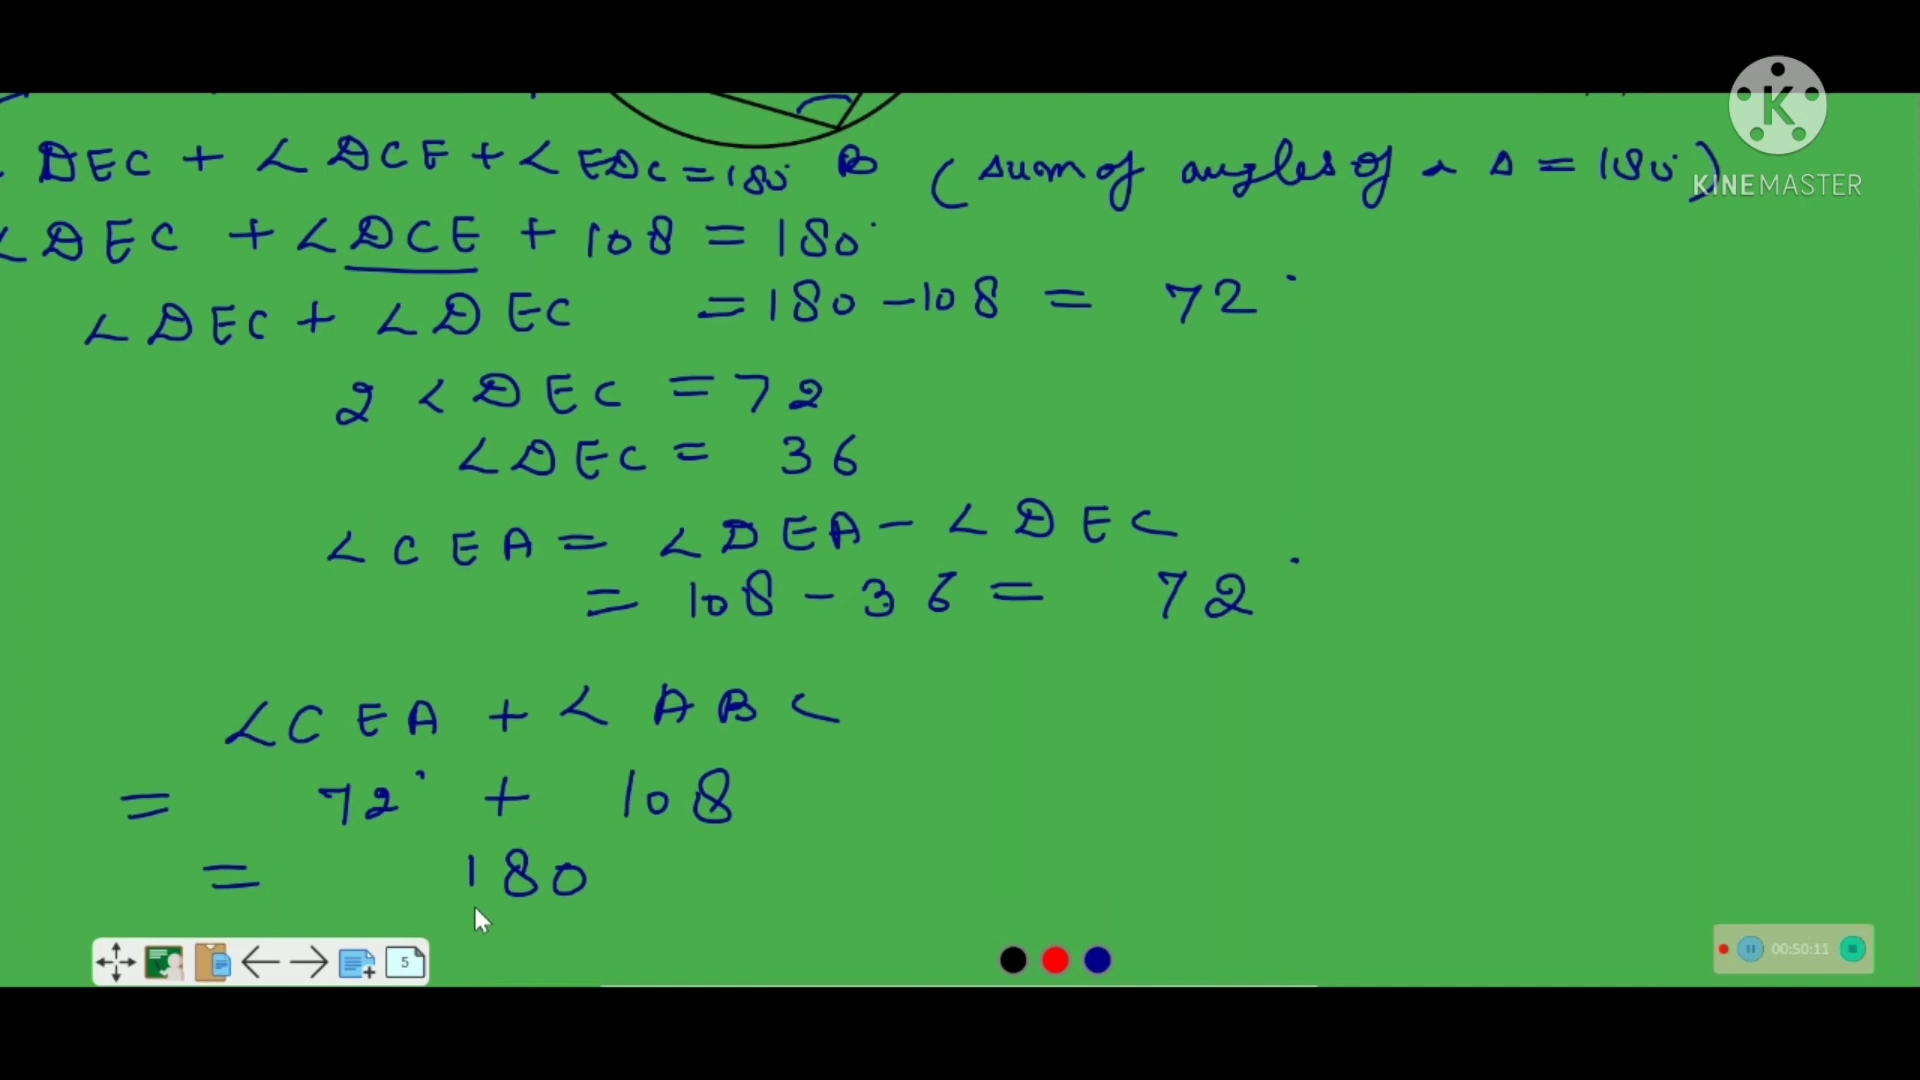 ∠DEC + ∠DCE + ∠EDC = 180° B (sum of angles of a Δ = 180°)
∠DEC + ∠DCE + 108 = 180°
∠DEC + ∠DEC = 180 - 108 = 72°
2 ∠DEC = 72
∠DEC = 36
∠CEA = ∠DEA - ∠DEC
= 108 - 36 = 72°
∠CEA + ∠ABC
= 72° + 108
= 180
K
KINEMASTER
5
00:50:11